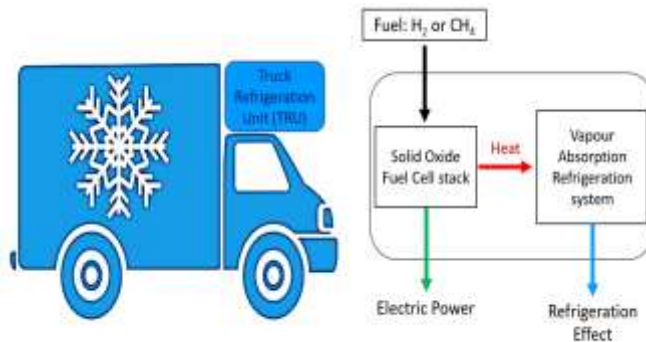 Truck
Refrigeration
Unit (TRU)
Fuel: H₂ or CH₄
Solid Oxide
Fuel Cell stack
Heat
Vapour
Absorption
Refrigeration
system
Electric Power
Refrigeration
Effect